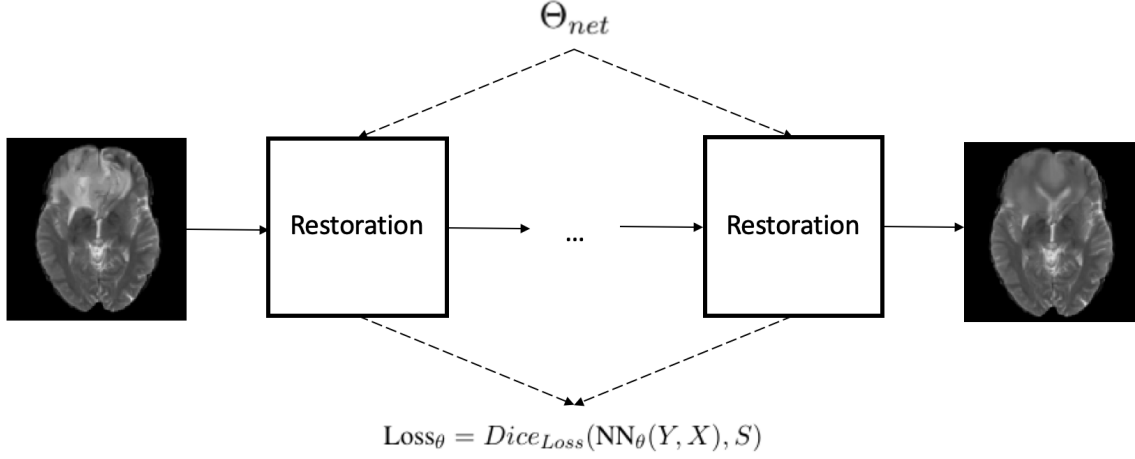 Θ_net
Restoration
...
Restoration
Loss_θ = Dice_Loss(NN_θ(Y, X), S)